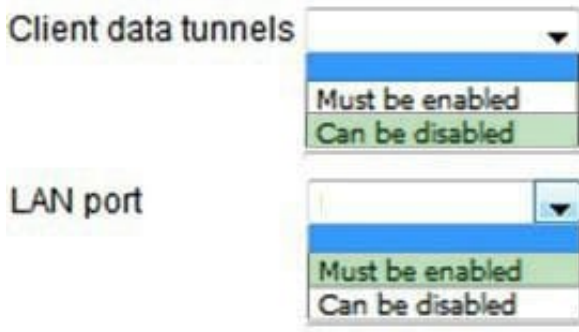 Client data tunnels
Must be enabled
Can be disabled
LAN port
Must be enabled
Can be disabled